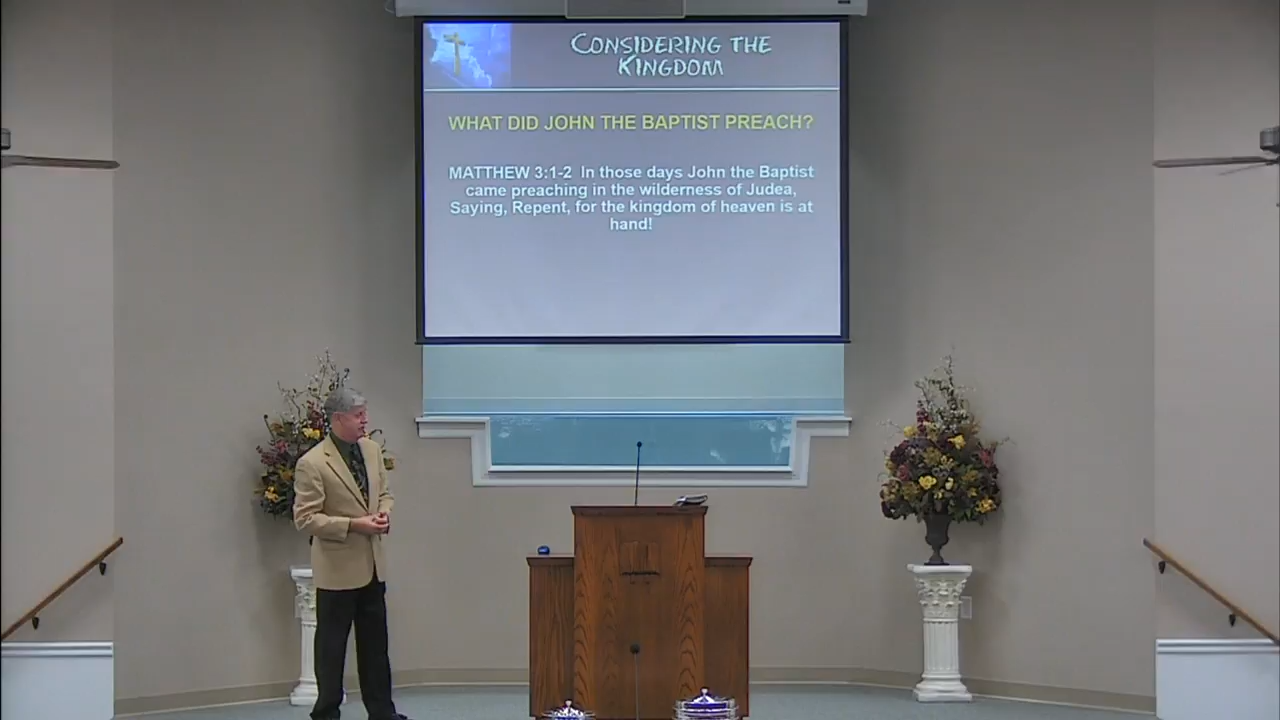 CONSIDERING THE
KINGDOM
WHAT DID JOHN THE BAPTIST PREACH?
MATTHEW 3:1-2 In those days John the Baptist
came preaching in the wilderness of Judea,
Saying, Repent, for the kingdom of heaven is at
hand!